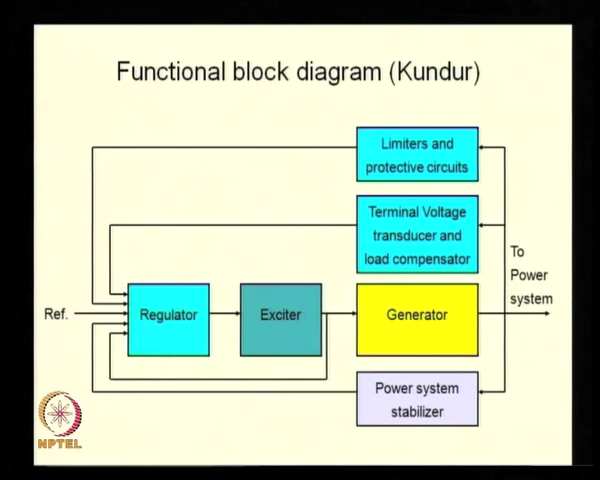 Functional block diagram (Kundur)
Limiters and
protective circuits
Terminal Voltage
transducer and
load compensator
To
Power
system
Ref.
Regulator
Exciter
Generator
Power system
stabilizer
NPTEL